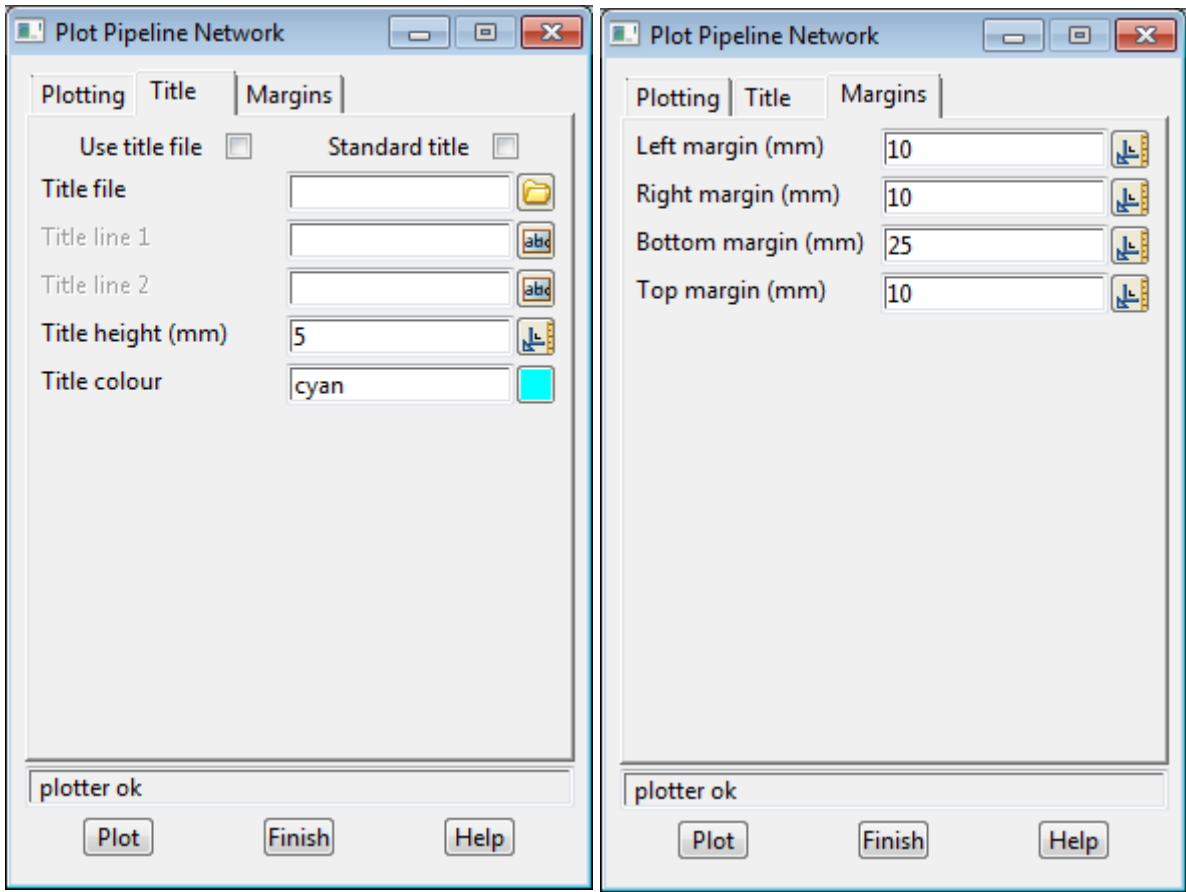 Plot Pipeline Network
Plotting Title Margins
Use title file Standard title
Title file
Title line 1 abc
Title line 2 abc
Title height (mm) 5
Title colour cyan
plotter ok
Plot Finish Help
Plot Pipeline Network
Plotting Title Margins
Left margin (mm) 10
Right margin (mm) 10
Bottom margin (mm) 25
Top margin (mm) 10
plotter ok
Plot Finish Help